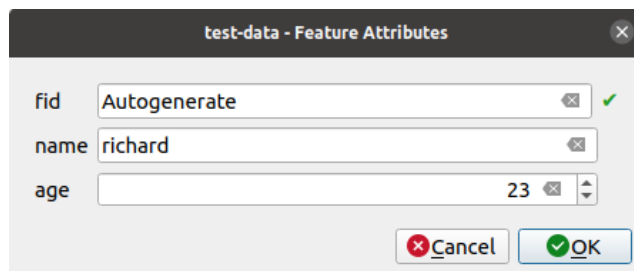 test-data - Feature Attributes
fid Autogenerate
name richard
age 23
Cancel OK